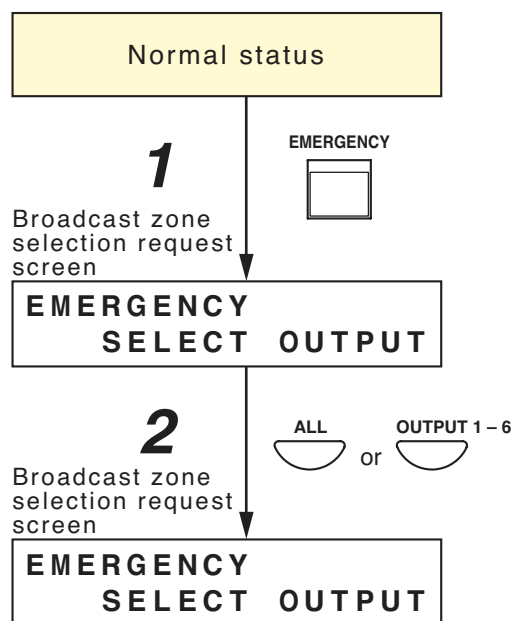 Normal status
1
EMERGENCY
Broadcast zone
selection request
screen
EMERGENCY
SELECT OUTPUT
2
ALL or OUTPUT 1 – 6
Broadcast zone
selection request
screen
EMERGENCY
SELECT OUTPUT